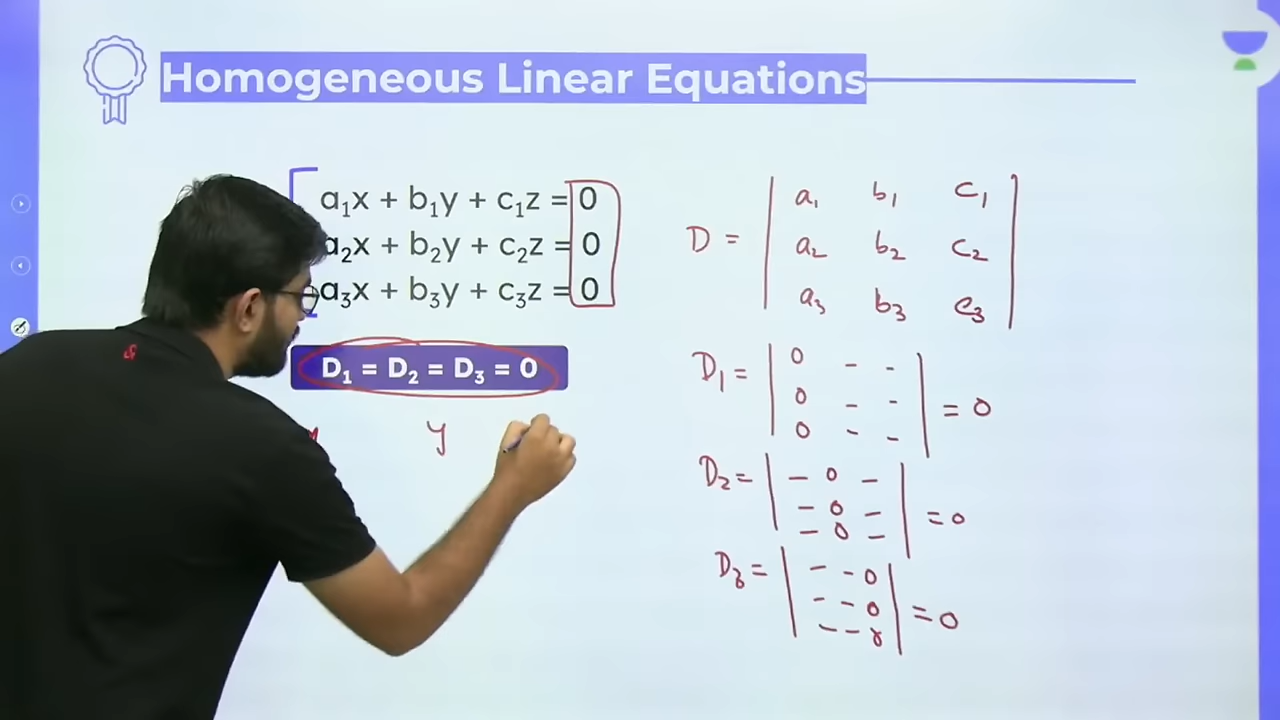 Homogeneous Linear Equations
a₁x + b₁y + c₁z = 0
a₂x + b₂y + c₂z = 0
a₃x + b₃y + c₃z = 0
D₁ = D₂ = D₃ = 0
y
D = | a₁ b₁ c₁ |
| a₂ b₂ c₂ |
| a₃ b₃ c₃ |
D₁ = | 0 - - |
| 0 - - | = 0
| 0 - - |
D₂ = | - 0 - |
| - 0 - | = 0
| - 0 - |
D₃ = | - - 0 |
| - - 0 | = 0
| - - 0 |